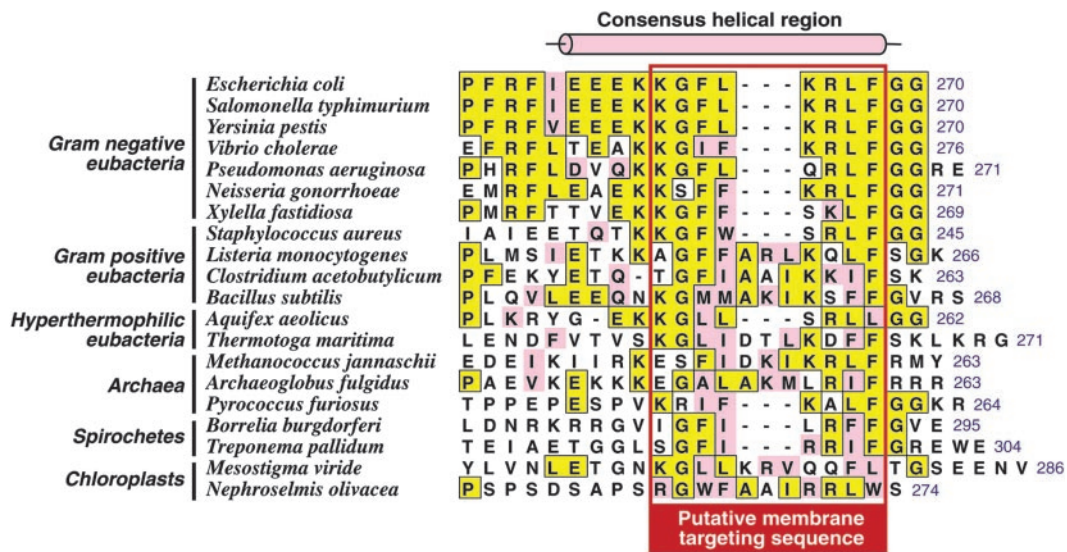 Consensus helical region
Escherichia coli P F R F I E E E K K G F L - - - K R L F G G 270
Salomonella typhimurium P F R F I E E E K K G F L - - - K R L F G G 270
Yersinia pestis P F R F V E E E K K G F L - - - K R L F G G 270
Gram negative eubacteria
Vibrio cholerae E F R F L T E A K K G I F - - - K R L F G G 276
Pseudomonas aeruginosa P H R F L D V Q K K G F L - - - Q R L F G G R E 271
Neisseria gonorrhoeae E M R F L E A E K K S F F - - - K R L F G G 271
Xylella fastidiosa P M R F T T V E K K G F F - - - S K L F G G 269
Staphylococcus aureus I A I E E T Q T K K G F W - - - S R L F G G 245
Gram positive eubacteria
Listeria monocytogenes P L M S I E T K K A G F F A R L K Q L F S G K 266
Clostridium acetobutylicum P F E K Y E T Q - T G F I A A I K K I F S K 263
Bacillus subtilis P L Q V L E E Q N K G M M A K I K S F F G V R S 268
Hyperthermophilic eubacteria
Aquifex aeolicus P L K R Y G - E K K G L L - - - S R L L G G 262
Thermotoga maritima L E N D F V T V S K G L I D T L K D F F S K L K R G 271
Archaea
Methanococcus jannaschii E D E I K I I R K E S F I D K I K R L F R M Y 263
Archaeoglobus fulgidus P A E V K E K K K E G A L A K M L R I F R R R 263
Pyrococcus furiosus T P P E P E S P V K R I F - - - K A L F G G K R 264
Spirochetes
Borrelia burgdorferi L D N R K R R G V I G F I - - - L R F F G V E 295
Treponema pallidum T E I A E T G G L S G F I - - - R R I F G R E W E 304
Chloroplasts
Mesostigma viride Y L V N L E T G N K G L L K R V Q Q F L T G S E E N V 286
Nephroselmis olivacea P S P S D S A P S R G W F A A I R R L W S 274
Putative membrane
targeting sequence